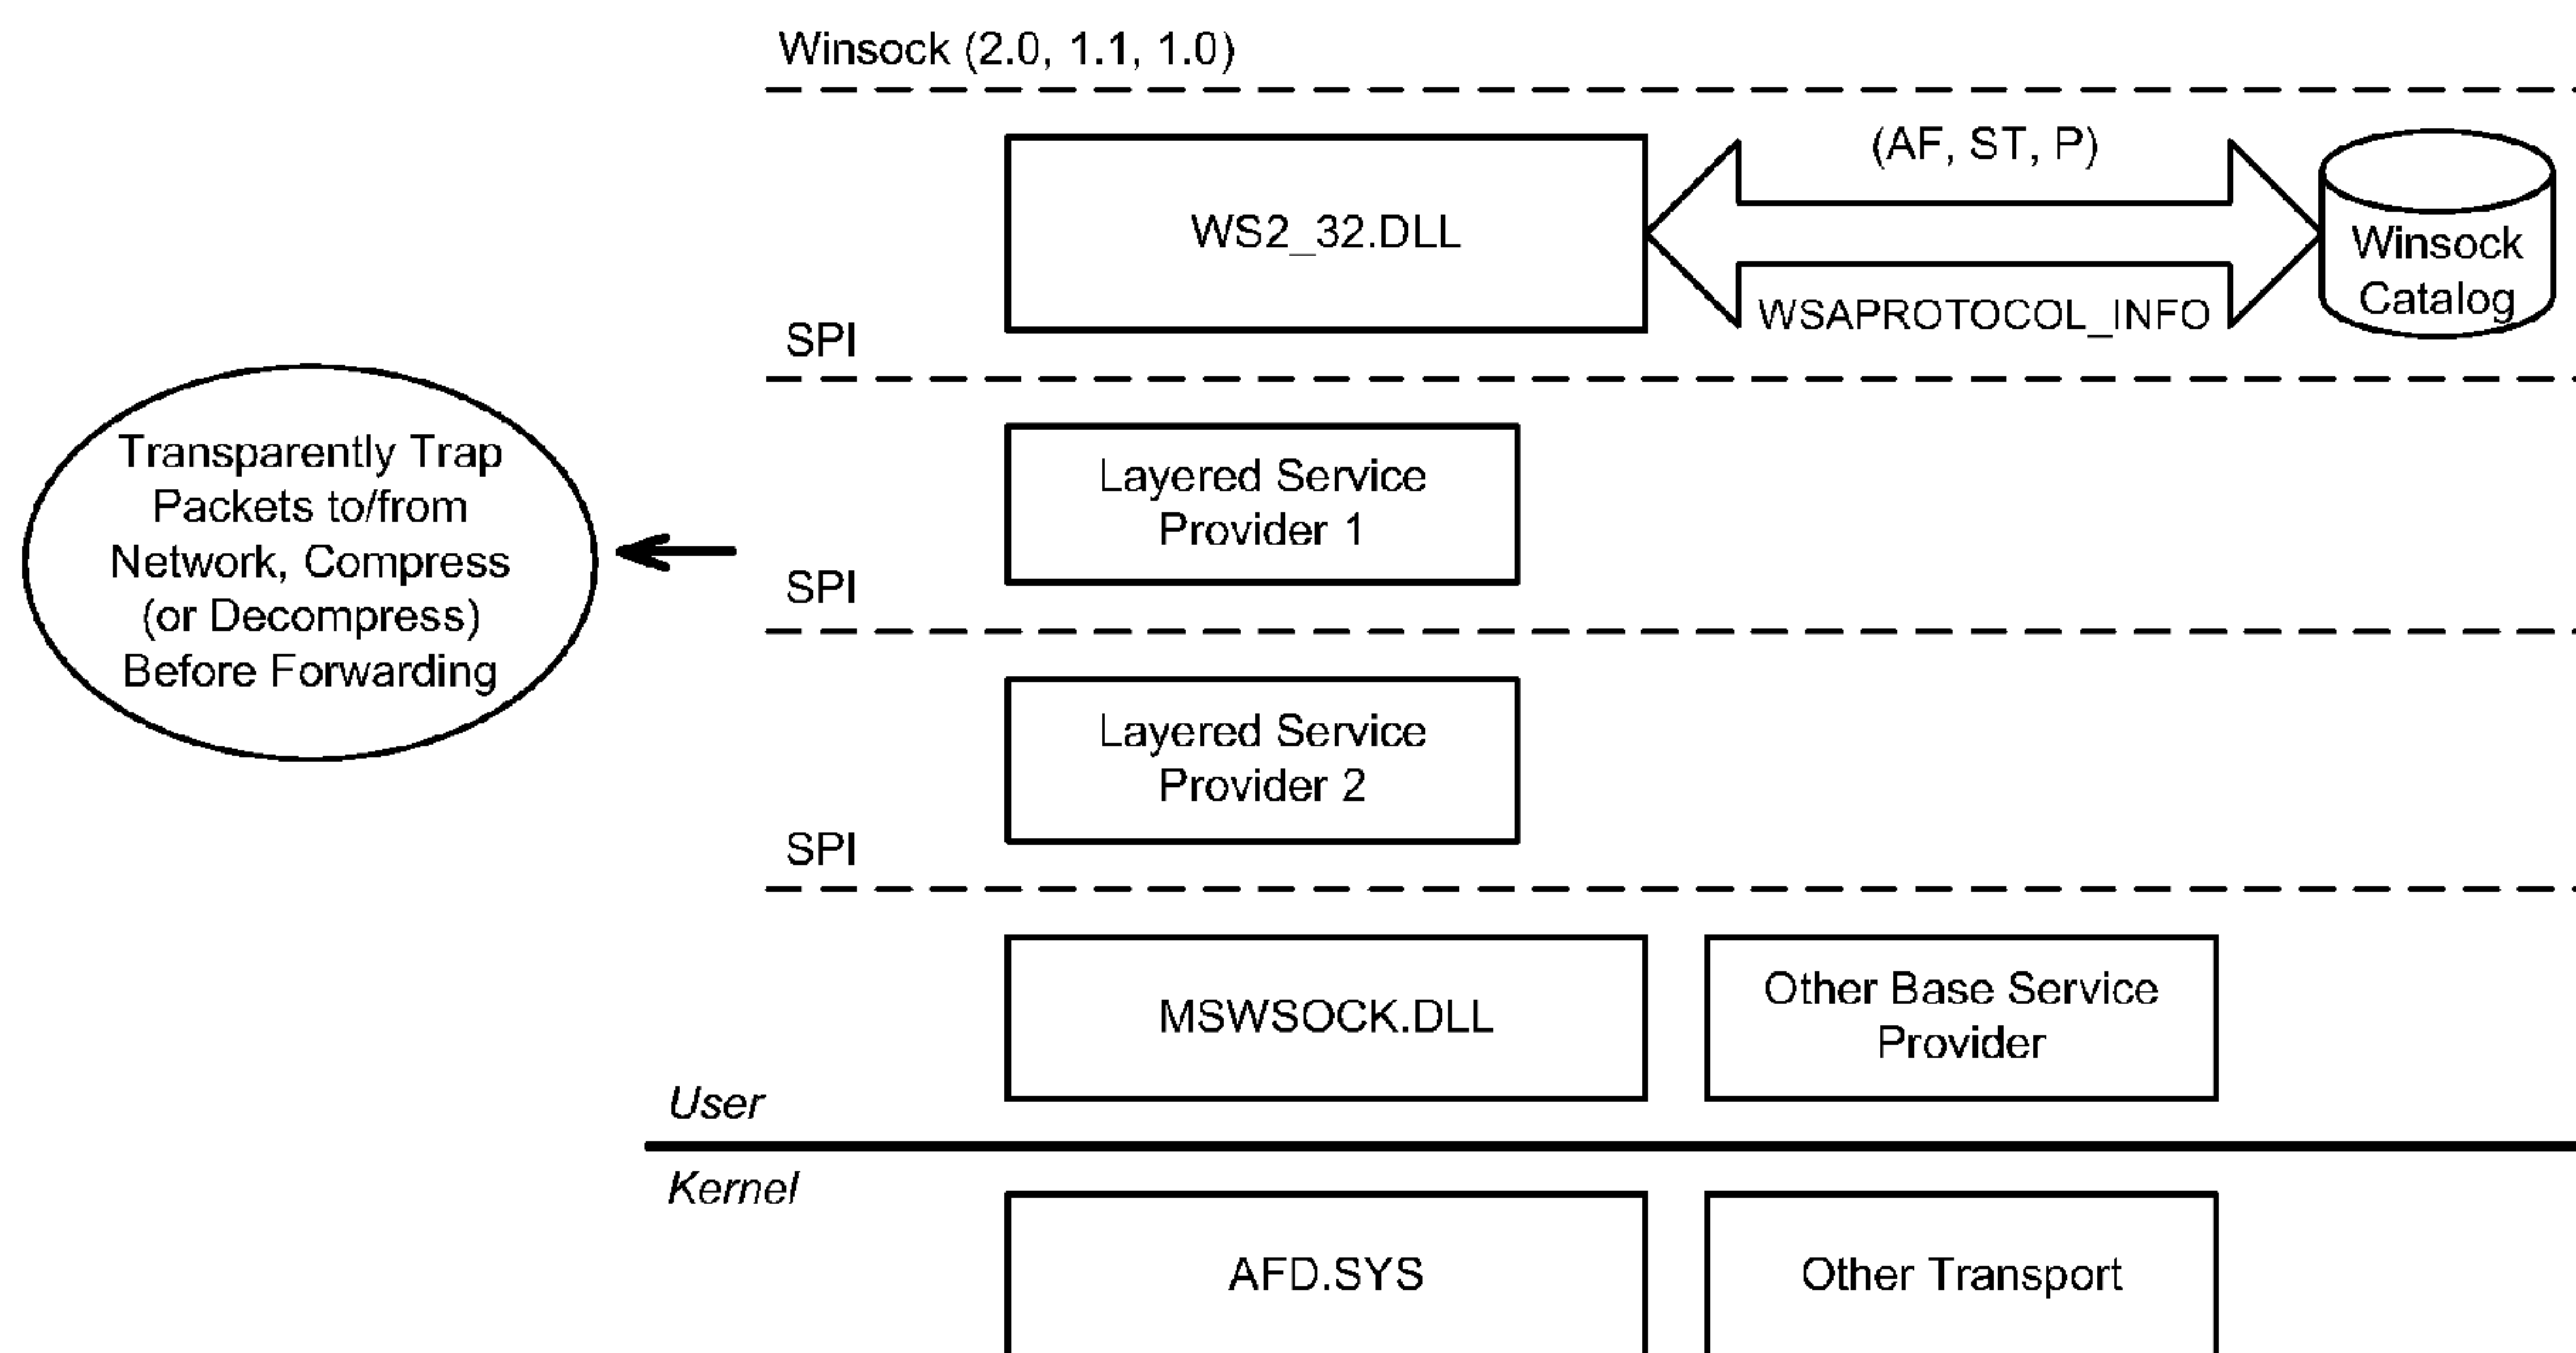 Winsock (2.0, 1.1, 1.0)
WS2_32.DLL
(AF, ST, P)
WSAPROTOCOL_INFO
Winsock
Catalog
SPI
Transparently Trap
Packets to/from
Network, Compress
(or Decompress)
Before Forwarding
Layered Service
Provider 1
SPI
Layered Service
Provider 2
SPI
MSWSOCK.DLL
Other Base Service
Provider
User
Kernel
AFD.SYS
Other Transport